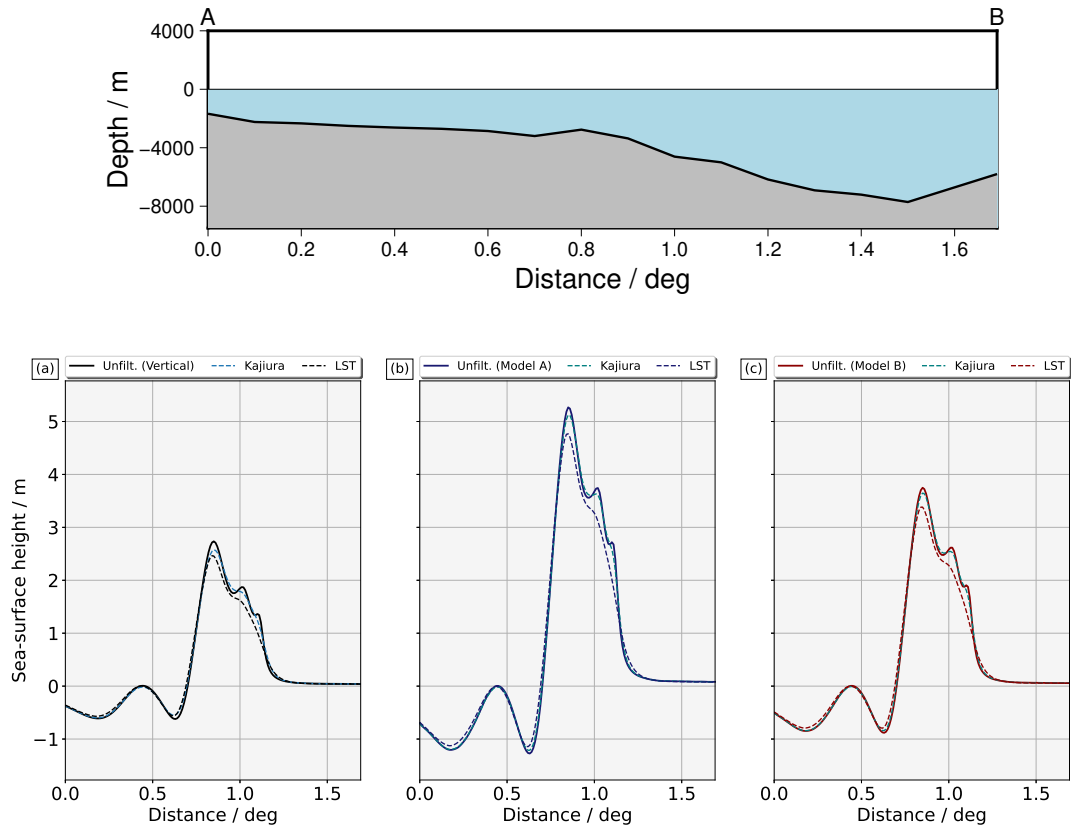 A B
4000
0
−4000
−8000
Depth / m
0.0 0.2 0.4 0.6 0.8 1.0 1.2 1.4 1.6
Distance / deg
(a) Unfilt. (Vertical) Kajiura LST
(b) Unfilt. (Model A) Kajiura LST
(c) Unfilt. (Model B) Kajiura LST
Sea-surface height / m
5
4
3
2
1
0
−1
0.0 0.5 1.0 1.5
Distance / deg
0.0 0.5 1.0 1.5
Distance / deg
0.0 0.5 1.0 1.5
Distance / deg